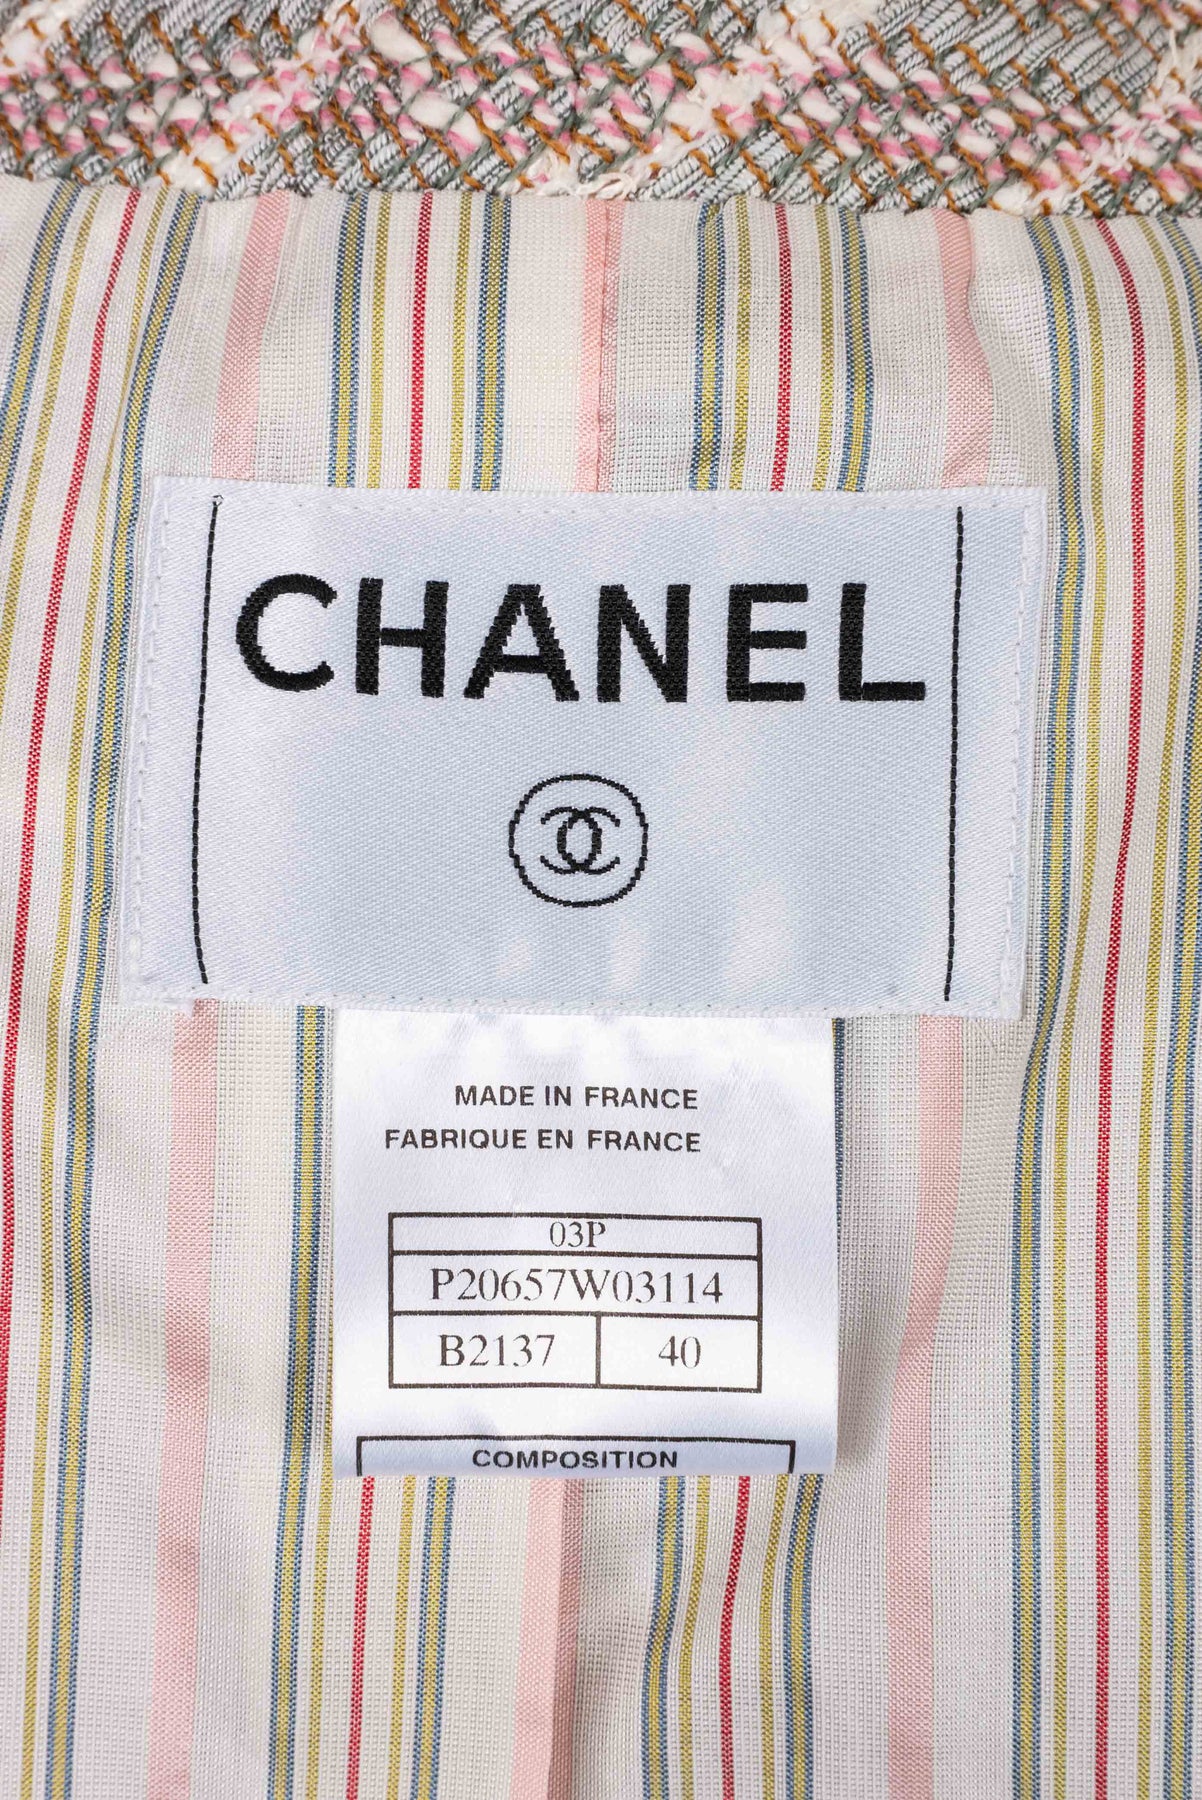 CHANEL
MADE IN FRANCE
FABRIQUE EN FRANCE
03P
P20657W03114
B2137 40
COMPOSITION